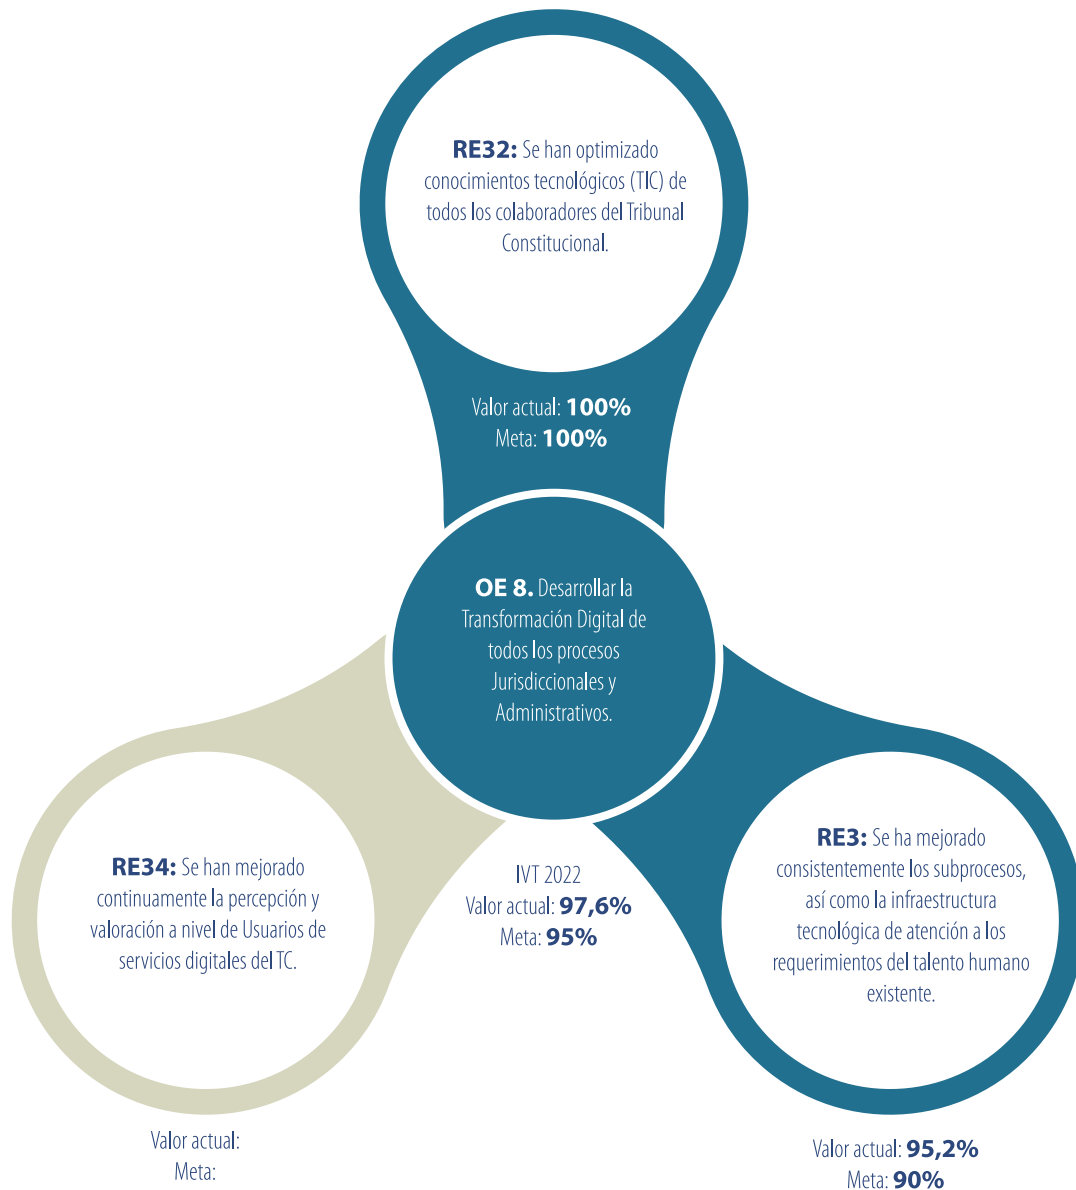 RE32: Se han optimizado
conocimientos tecnológicos (TIC) de
todos los colaboradores del Tribunal
Constitucional.
Valor actual: 100%
Meta: 100%
OE 8. Desarrollar la
Transformación Digital de
todos los procesos
Jurisdiccionales y
Administrativos.
RE34: Se han mejorado
continuamente la percepción y
valoración a nivel de Usuarios de
servicios digitales del TC.
Valor actual:
Meta:
IVT 2022
Valor actual: 97,6%
Meta: 95%
RE3: Se ha mejorado
consistentemente los subprocesos,
así como la infraestructura
tecnológica de atención a los
requerimientos del talento humano
existente.
Valor actual: 95,2%
Meta: 90%